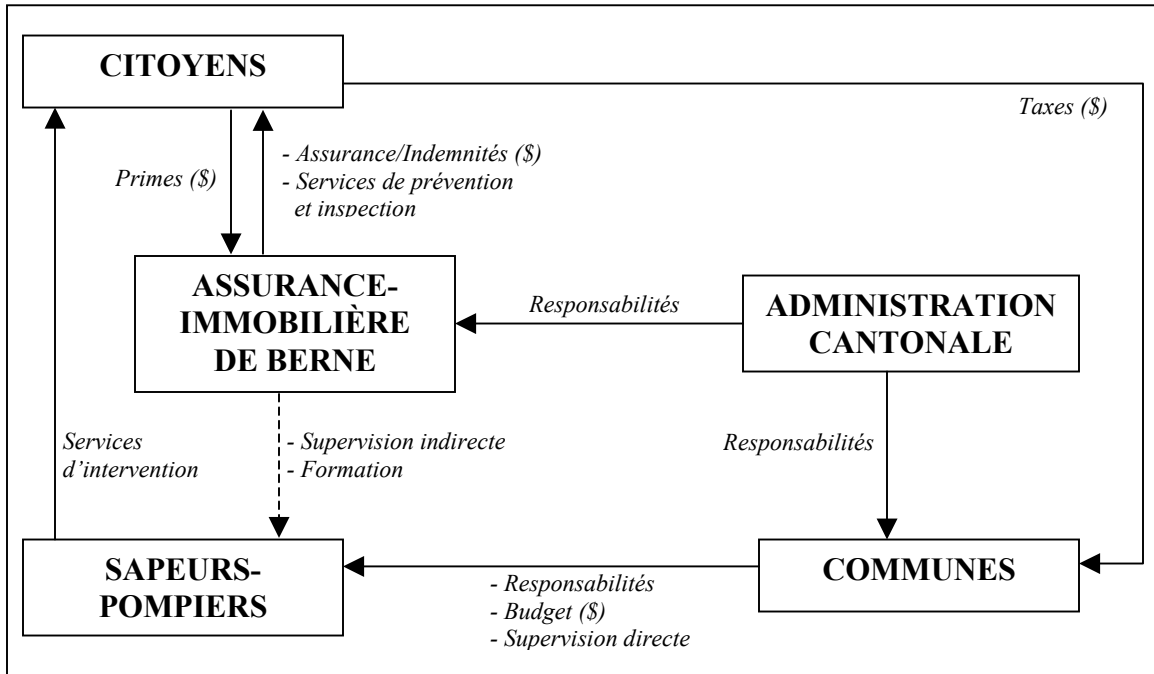 CITOYENS
Taxes ($)
Primes ($)
- Assurance/Indemnités ($)
- Services de prévention
et inspection
ASSURANCE-
IMMOBILIÈRE
DE BERNE
Responsabilités
ADMINISTRATION
CANTONALE
Services
d’intervention
- Supervision indirecte
- Formation
Responsabilités
SAPEURS-
POMPIERS
- Responsabilités
- Budget ($)
- Supervision directe
COMMUNES